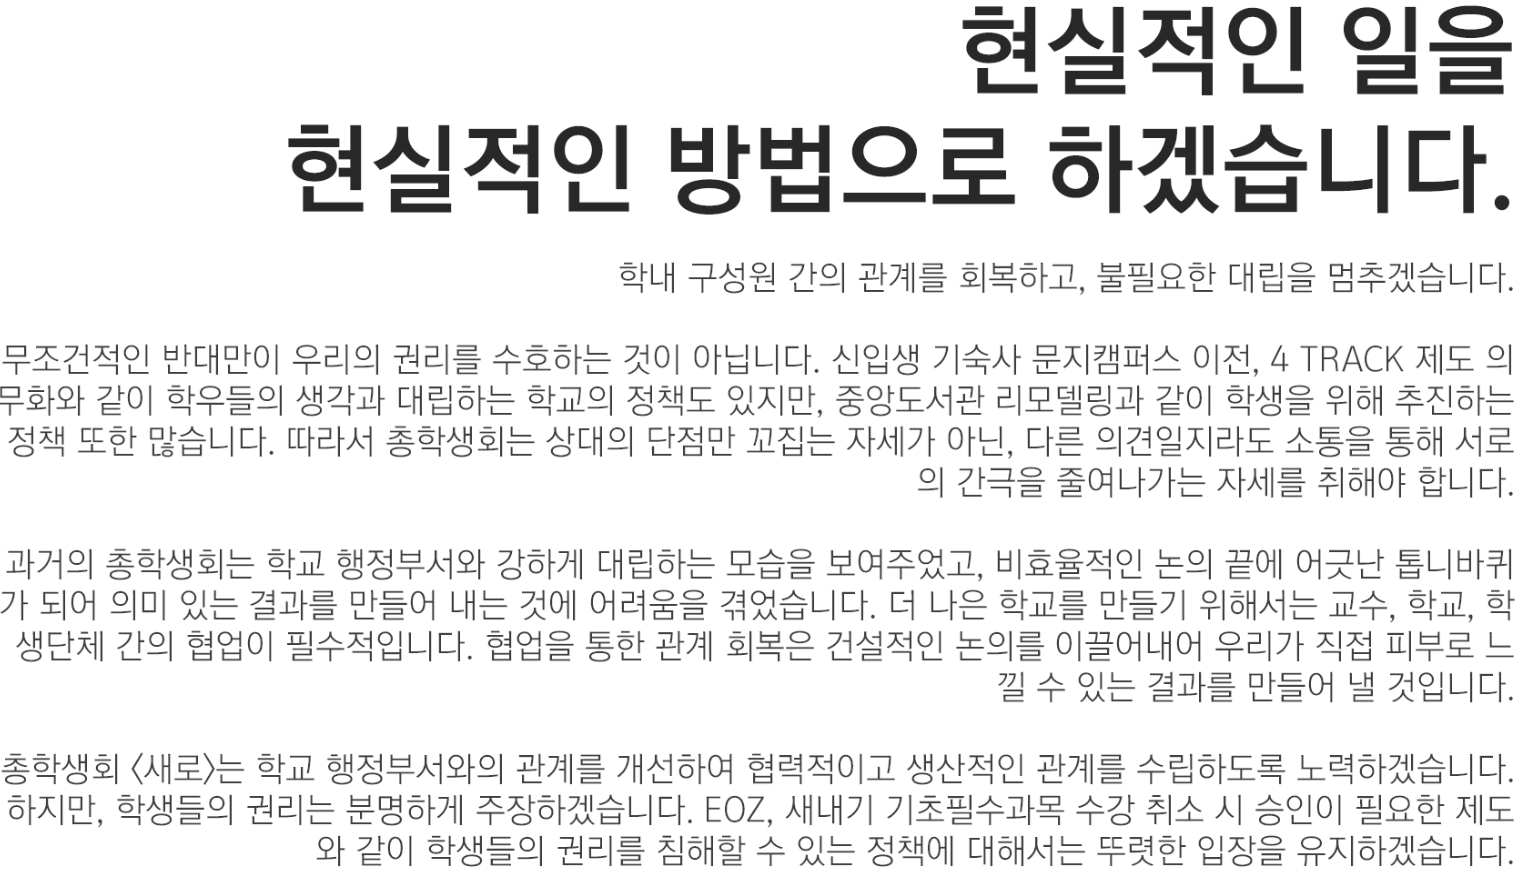 현실적인 일을
현실적인 방법으로 하겠습니다.
학내 구성원 간의 관계를 회복하고, 불필요한 대립을 멈추겠습니다.
무조건적인 반대만이 우리의 권리를 수호하는 것이 아닙니다. 신입생 기숙사 문지캠퍼스 이전, 4 TRACK 제도 의
무화와 같이 학우들의 생각과 대립하는 학교의 정책도 있지만, 중앙도서관 리모델링과 같이 학생을 위해 추진하는
정책 또한 많습니다. 따라서 총학생회는 상대의 단점만 꼬집는 자세가 아닌, 다른 의견일지라도 소통을 통해 서로
의 간극을 줄여나가는 자세를 취해야 합니다.
과거의 총학생회는 학교 행정부서와 강하게 대립하는 모습을 보여주었고, 비효율적인 논의 끝에 어긋난 톱니바퀴
가 되어 의미 있는 결과를 만들어 내는 것에 어려움을 겪었습니다. 더 나은 학교를 만들기 위해서는 교수, 학교, 학
생단체 간의 협업이 필수적입니다. 협업을 통한 관계 회복은 건설적인 논의를 이끌어내어 우리가 직접 피부로 느
낄 수 있는 결과를 만들어 낼 것입니다.
총학생회 〈새로〉는 학교 행정부서와의 관계를 개선하여 협력적이고 생산적인 관계를 수립하도록 노력하겠습니다.
하지만, 학생들의 권리는 분명하게 주장하겠습니다. EOZ, 새내기 기초필수과목 수강 취소 시 승인이 필요한 제도
와 같이 학생들의 권리를 침해할 수 있는 정책에 대해서는 뚜렷한 입장을 유지하겠습니다.